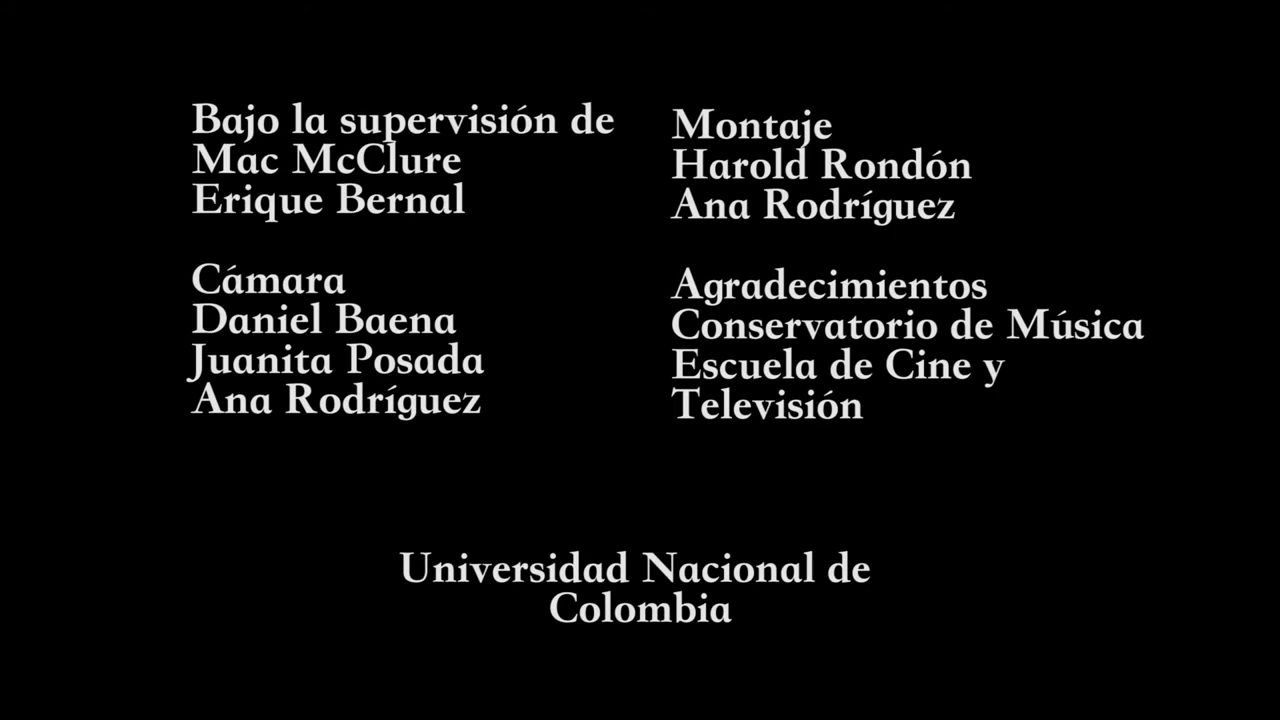 Bajo la supervisión de
Mac McClure
Erique Bernal
Cámara
Daniel Baena
Juanita Posada
Ana Rodríguez
Montaje
Harold Rondón
Ana Rodríguez
Agradecimientos
Conservatorio de Música
Escuela de Cine y
Televisión
Universidad Nacional de
Colombia